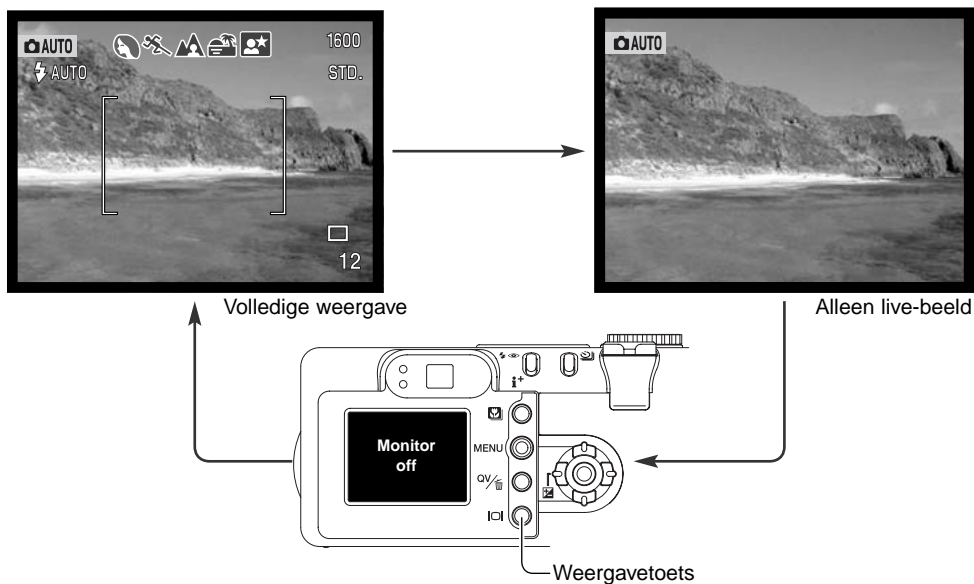 AUTO
1600
AUTO
STD.
12
AUTO
Volledige weergave
Alleen live-beeld
Monitor
off
MENU
QV/
Weergavetoets